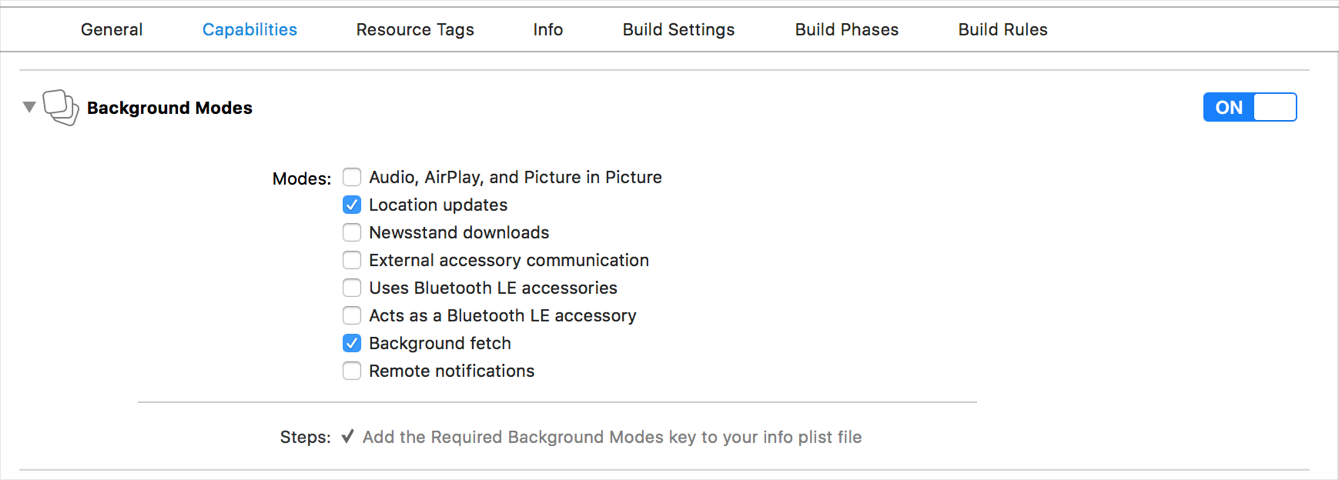 General Capabilities Resource Tags Info Build Settings Build Phases Build Rules
Background Modes ON
Modes: Audio, AirPlay, and Picture in Picture
Location updates
Newsstand downloads
External accessory communication
Uses Bluetooth LE accessories
Acts as a Bluetooth LE accessory
Background fetch
Remote notifications
Steps: Add the Required Background Modes key to your info plist file